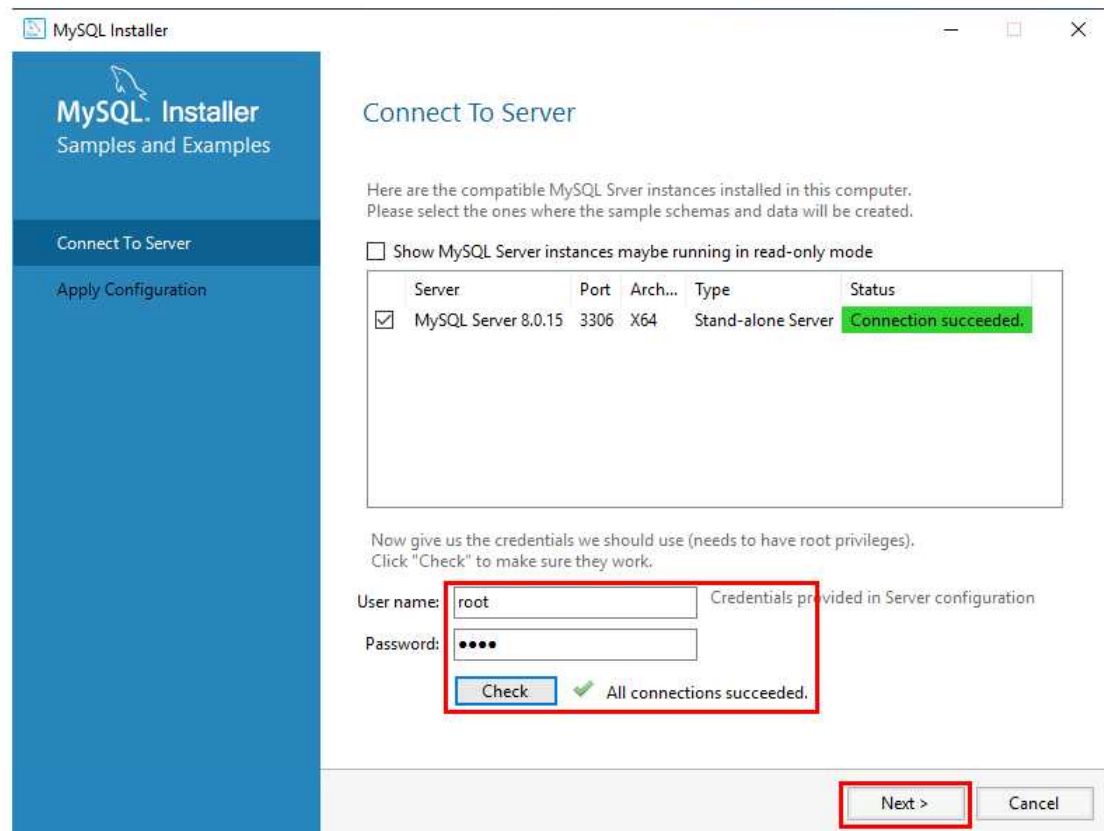 MySQL Installer
MySQL. Installer
Samples and Examples
Connect To Server
Apply Configuration
Connect To Server
Here are the compatible MySQL Srver instances installed in this computer.
Please select the ones where the sample schemas and data will be created.
Show MySQL Server instances maybe running in read-only mode
Server Port Arch... Type Status
MySQL Server 8.0.15 3306 X64 Stand-alone Server Connection succeeded.
Now give us the credentials we should use (needs to have root privileges).
Click "Check" to make sure they work.
User name: root Credentials provided in Server configuration
Password: ●●●●
Check All connections succeeded.
Next > Cancel